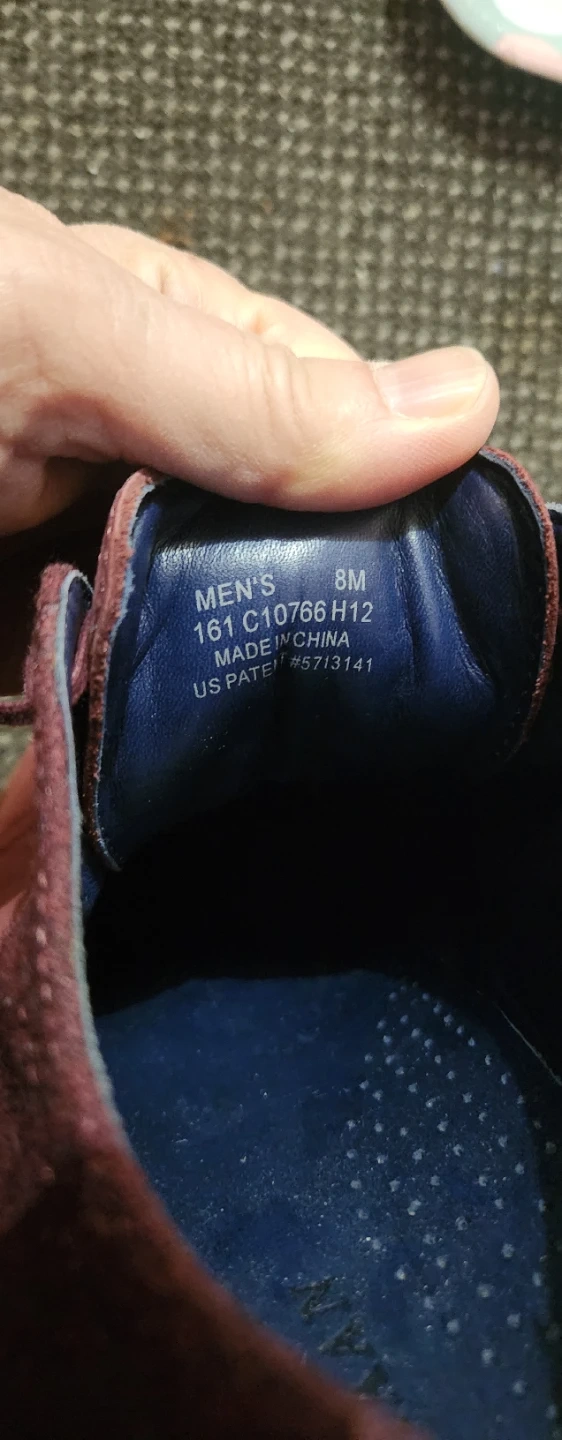 MEN'S 8M
161 C10766 H12
MADE IN CHINA
US PATENT #5713141